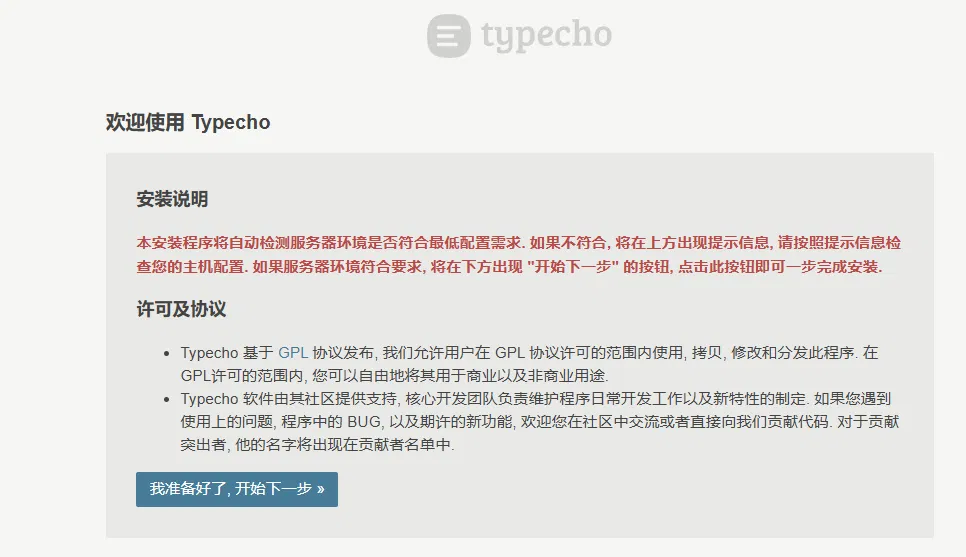 typecho
欢迎使用 Typecho
安装说明
本安装程序将自动检测服务器环境是否符合最低配置需求. 如果不符合, 将在上方出现提示信息, 请按照提示信息检
查您的主机配置. 如果服务器环境符合要求, 将在下方出现 "开始下一步" 的按钮, 点击此按钮即可一步完成安装.
许可及协议
• Typecho 基于 GPL 协议发布, 我们允许用户在 GPL 协议许可的范围内使用, 拷贝, 修改和分发此程序. 在
GPL许可的范围内, 您可以自由地将其用于商业以及非商业用途.
• Typecho 软件由其社区提供支持, 核心开发团队负责维护程序日常开发工作以及新特性的制定. 如果您遇到
使用上的问题, 程序中的 BUG, 以及期许的新功能, 欢迎您在社区中交流或者直接向我们贡献代码. 对于贡献
突出者, 他的名字将出现在贡献者名单中.
我准备好了, 开始下一步 »